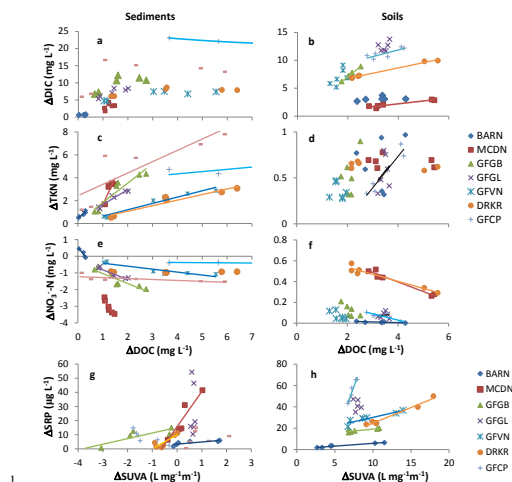 Sediments
Soils
ΔDIC (mg L⁻¹)
25
20
15
10
5
0
a
15
10
5
0
b
ΔTKN (mg L⁻¹)
8
6
4
2
0
c
1
0.5
0
d
BARN
MCDN
GFGB
GFGL
GFVN
DRKR
GFCP
ΔNO₃⁻-N (mg L⁻¹)
1
0
-1
-2
-3
-4
e
0 1 2 3 4 5 6 7
ΔDOC (mg L⁻¹)
0.6
0.4
0.2
0
f
0 2 4 6
ΔDOC (mg L⁻¹)
ΔSRP (µg L⁻¹)
60
40
20
0
g
-4 -3 -2 -1 0 1 2 3
ΔSUVA (L mg⁻¹m⁻¹)
80
60
40
20
0
h
0 5 10 15 20
ΔSUVA (L mg⁻¹m⁻¹)
BARN
MCDN
GFGB
GFGL
GFVN
DRKR
GFCP
1